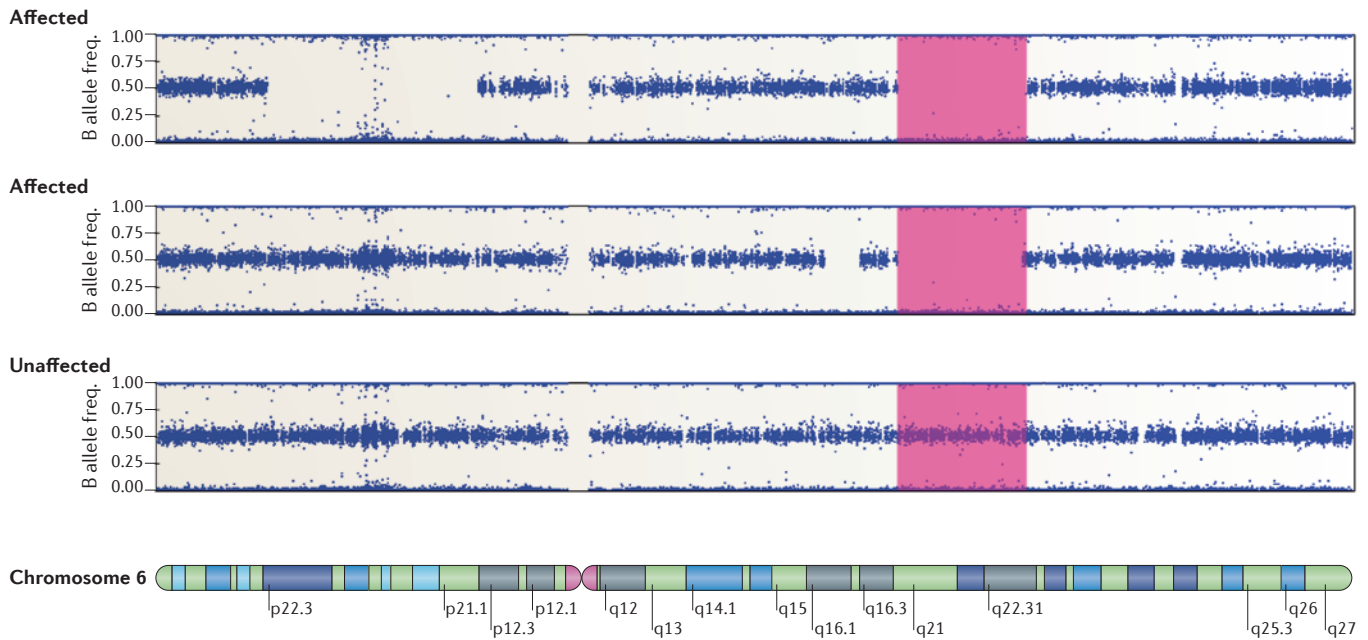 Affected
B allele freq.
1.00
0.75
0.50
0.25
0.00
Affected
B allele freq.
1.00
0.75
0.50
0.25
0.00
Unaffected
B allele freq.
1.00
0.75
0.50
0.25
0.00
Chromosome 6
p22.3 p21.1 p12.1 q12 q14.1 q15 q16.3 q22.31 q26
p12.3 q13 q16.1 q21 q25.3 q27